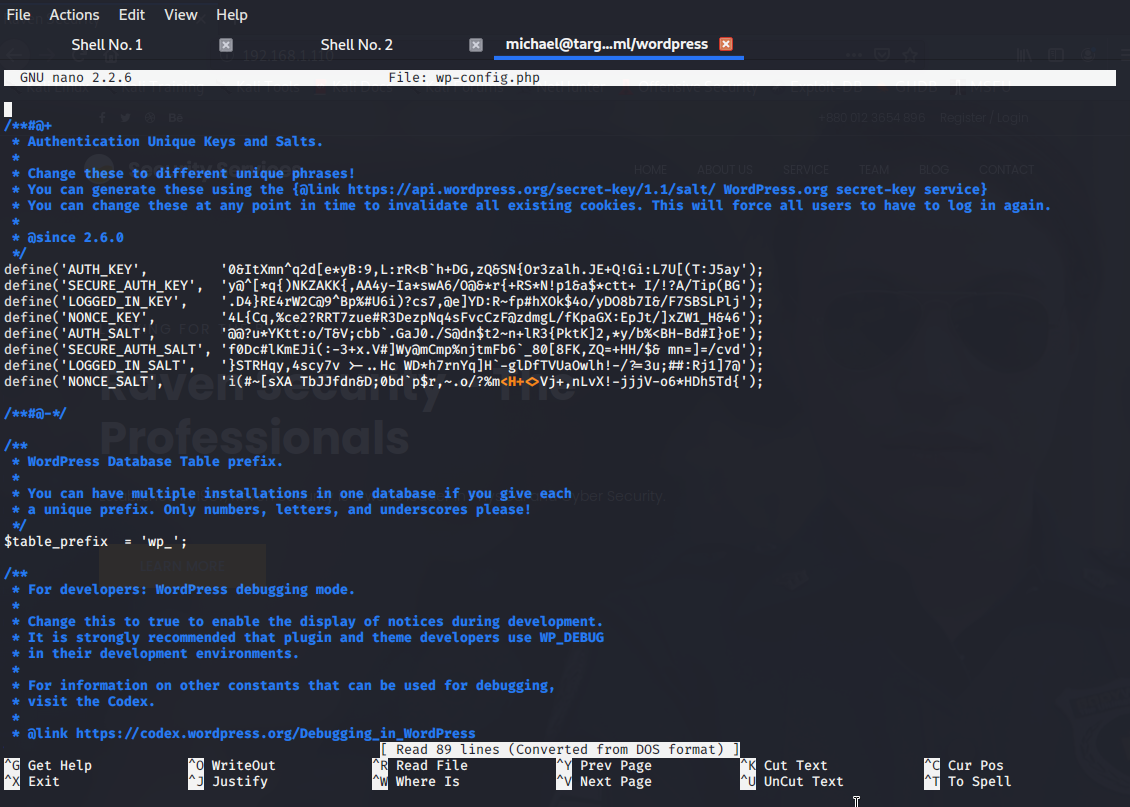 File Actions Edit View Help
Shell No. 1 Shell No. 2 michael@targ...ml/wordpress
GNU nano 2.2.6 File: wp-config.php
/**#@+
* Authentication Unique Keys and Salts.
*
* Change these to different unique phrases!
* You can generate these using the {@link https://api.wordpress.org/secret-key/1.1/salt/ WordPress.org secret-key service}
* You can change these at any point in time to invalidate all existing cookies. This will force all users to have to log in again.
*
* @since 2.6.0
*/
define('AUTH_KEY', '0&ItXmn^q2d[e*yB:9,L:rR<B`h+DG,zQ&SN{Or3zalh.JE+Q!Gi:L7U[(T:J5ay');
define('SECURE_AUTH_KEY', 'y@^[*q{)NKZAKK{,AA4y-Ia*swA6/O@&*r{+RS*N!p1&a$*ctt+ I/!?A/Tip(BG');
define('LOGGED_IN_KEY', '.D4}RE4rW2C@9^Bp%#U6i)?cs7,@e]YD:R~fp#hXOk$4o/yDO8b7I&/F7SBSLPlj');
define('NONCE_KEY', '4L{Cq,%ce2?RRT7zue#R3DezpNq4sFvcCzF@zdmgL/fKpaGX:EpJt/]xZW1_H&46');
define('AUTH_SALT', '@@?u*YKtt:o/T&V;cbb`.GaJ0./S@dn$t2~n+lR3{PktK]2,*y/b%<BH-Bd#I}oE');
define('SECURE_AUTH_SALT', 'f0Dc#lKmEJi(:-3+x.V#]Wy@mCmp%njtmFb6`_80[8FK,ZQ=+HH/$& mn=]=/cvd');
define('LOGGED_IN_SALT', '}STRHqy,4scy7v >-..Hc WD*h7rnYq]H`-glDfTVUaOwlh!-/?=3u;##:Rj1]7@');
define('NONCE_SALT', 'i(#~[sXA_TbJJfdn&D;0bd`p$r,~.o/?%m<H+<>Vj+,nLvX!-jjjV-o6*HDh5Td{');
/**#@-*/
/**
* WordPress Database Table prefix.
*
* You can have multiple installations in one database if you give each
* a unique prefix. Only numbers, letters, and underscores please!
*/
$table_prefix = 'wp_';
/**
* For developers: WordPress debugging mode.
*
* Change this to true to enable the display of notices during development.
* It is strongly recommended that plugin and theme developers use WP_DEBUG
* in their development environments.
*
* For information on other constants that can be used for debugging,
* visit the Codex.
*
* @link https://codex.wordpress.org/Debugging_in_WordPress
[ Read 89 lines (Converted from DOS format) ]
^G Get Help ^O WriteOut ^R Read File ^Y Prev Page ^K Cut Text ^C Cur Pos
^X Exit ^J Justify ^W Where Is ^V Next Page ^U UnCut Text ^T To Spell